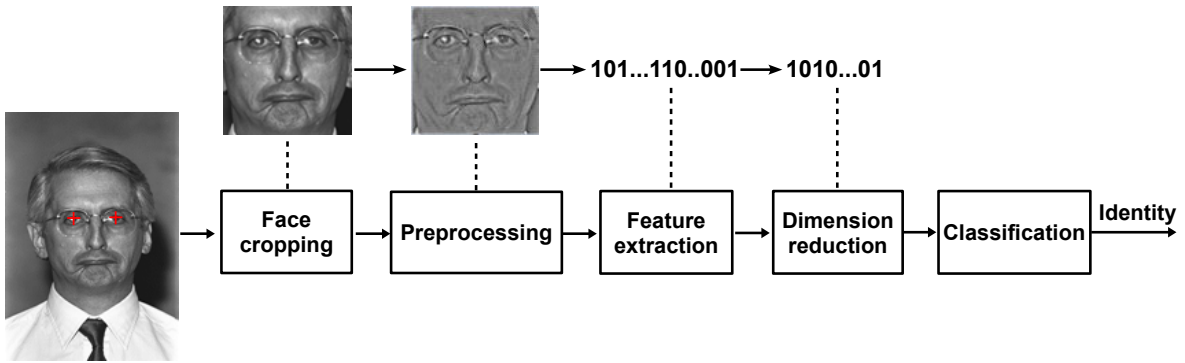 101...110..001
1010...01
Face
cropping
Preprocessing
Feature
extraction
Dimension
reduction
Classification
Identity